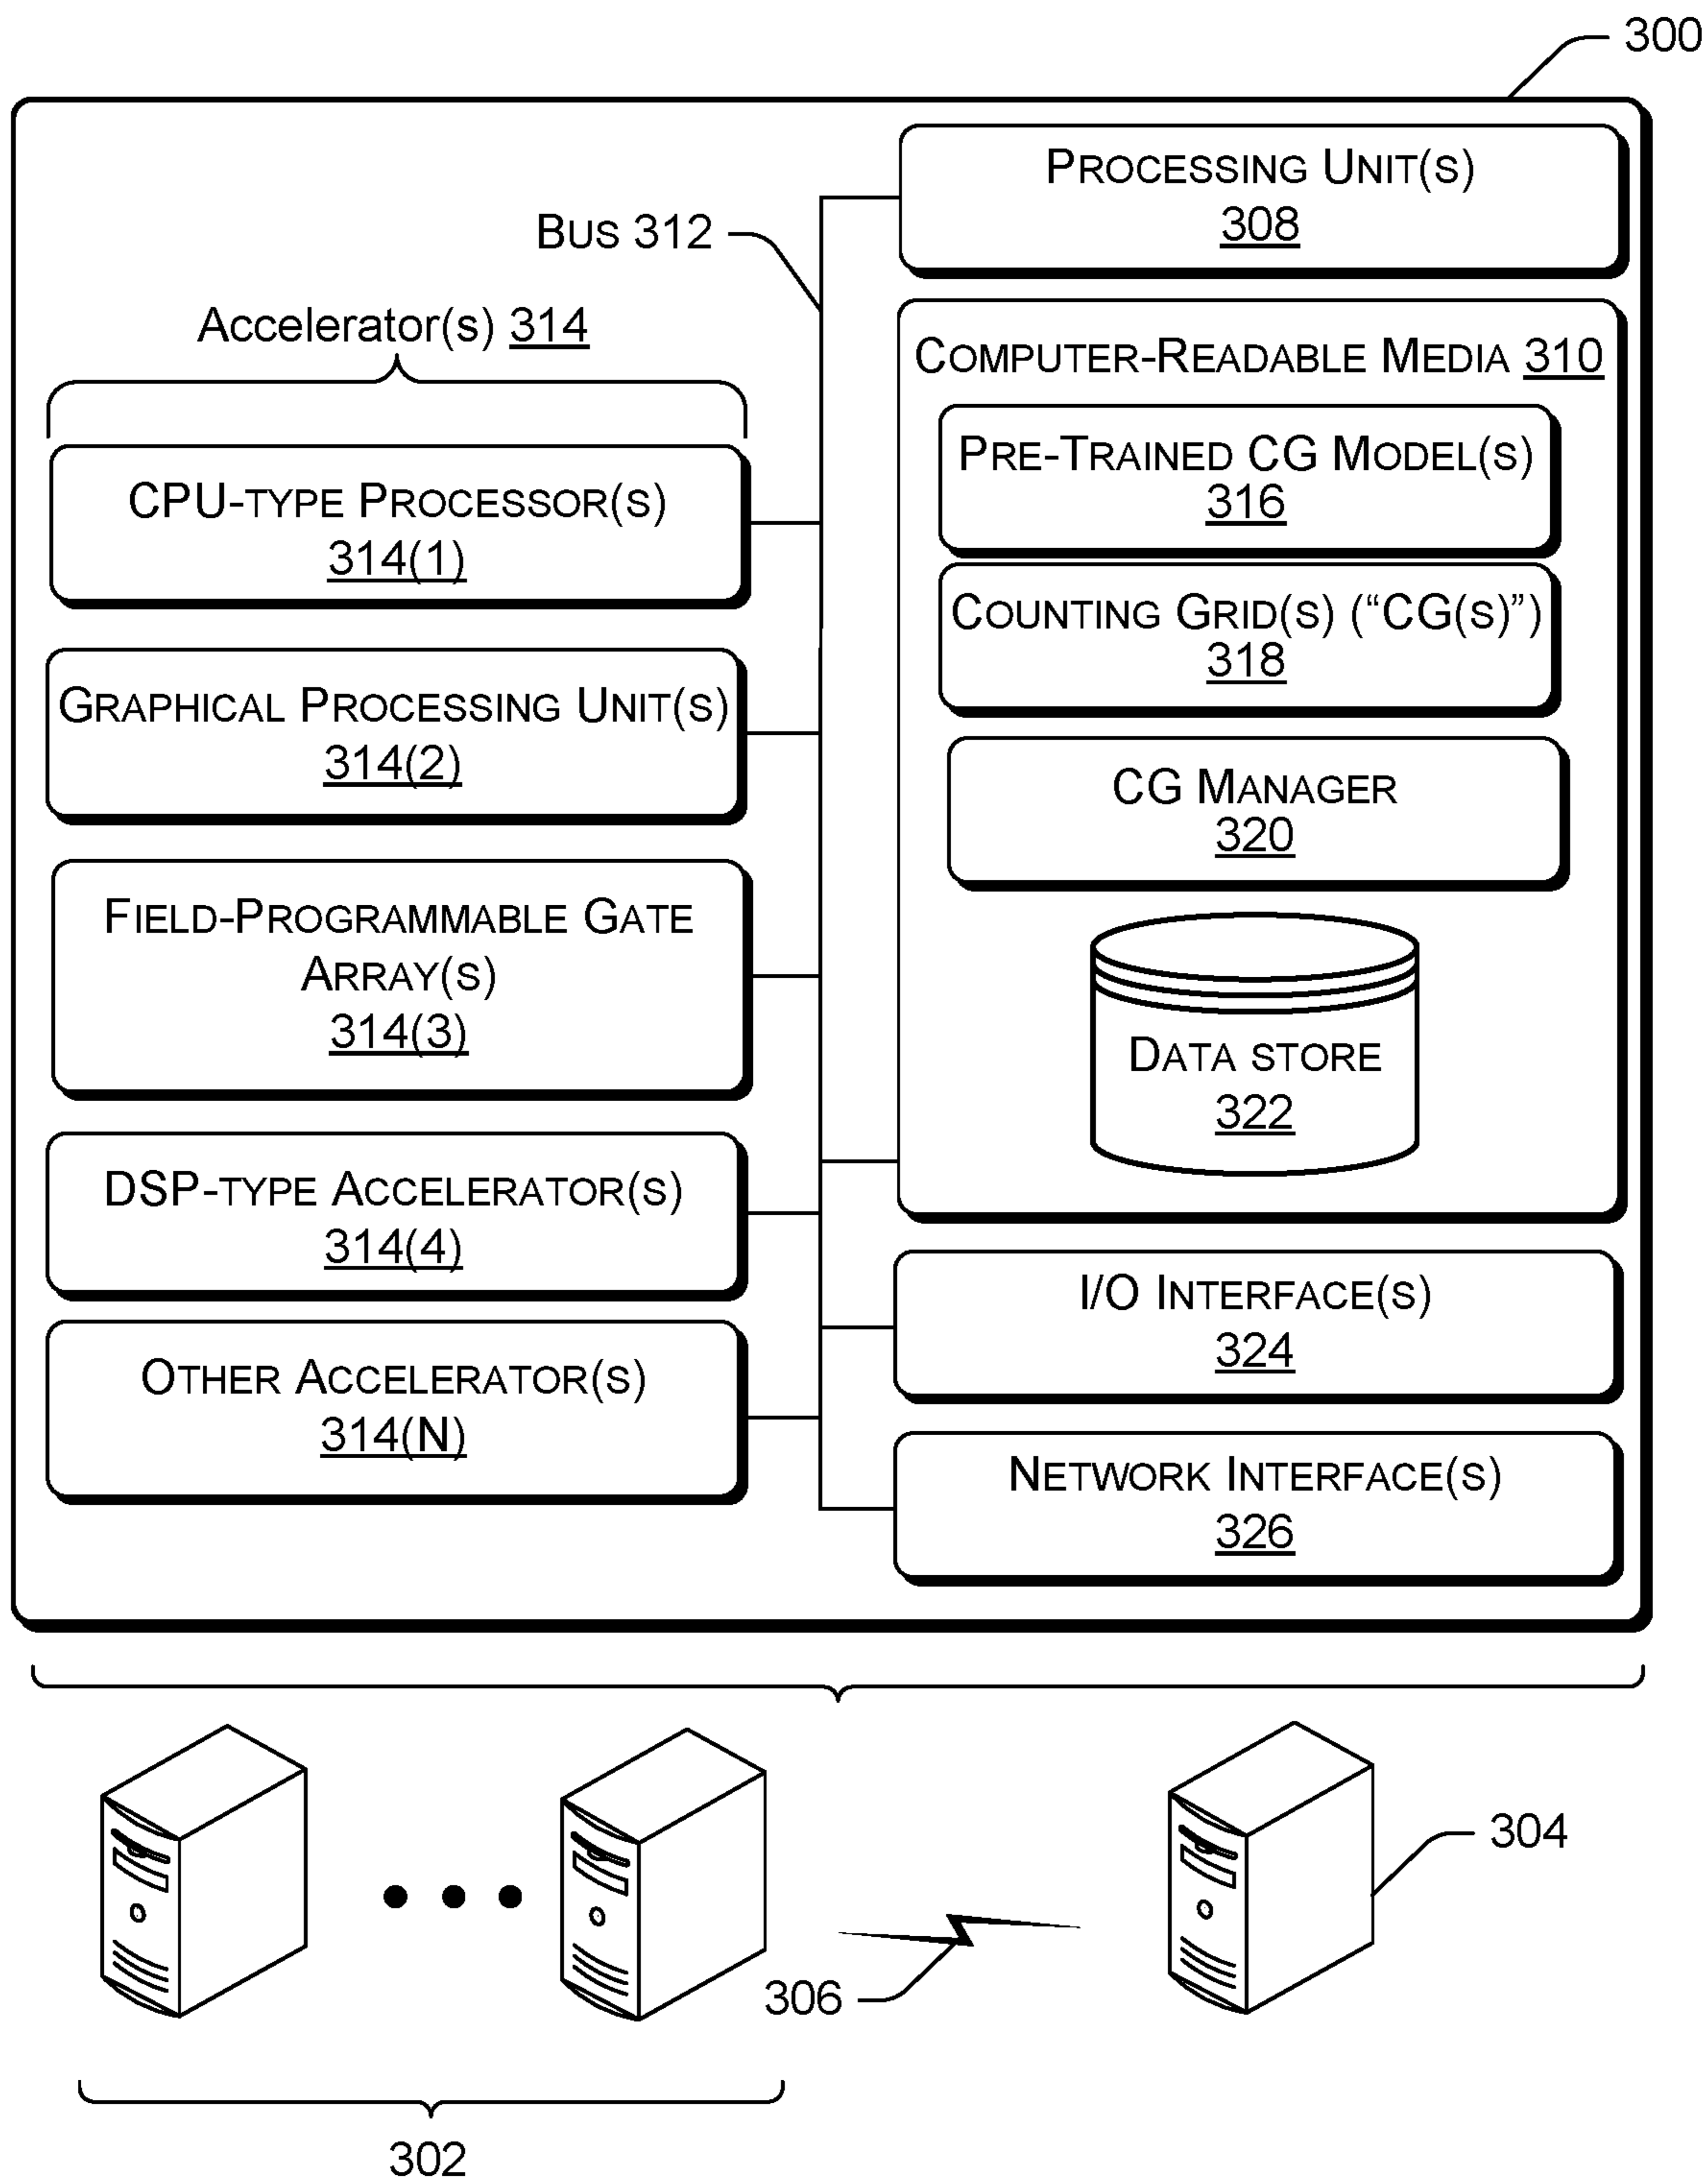 300
PROCESSING UNIT(S)
308
BUS 312
Accelerator(s) 314
CPU-TYPE PROCESSOR(S)
314(1)
GRAPHICAL PROCESSING UNIT(S)
314(2)
FIELD-PROGRAMMABLE GATE
ARRAY(S)
314(3)
DSP-TYPE ACCELERATOR(S)
314(4)
OTHER ACCELERATOR(S)
314(N)
COMPUTER-READABLE MEDIA 310
PRE-TRAINED CG MODEL(S)
316
COUNTING GRID(S) (“CG(S)”)
318
CG MANAGER
320
DATA STORE
322
I/O INTERFACE(S)
324
NETWORK INTERFACE(S)
326
304
306
302